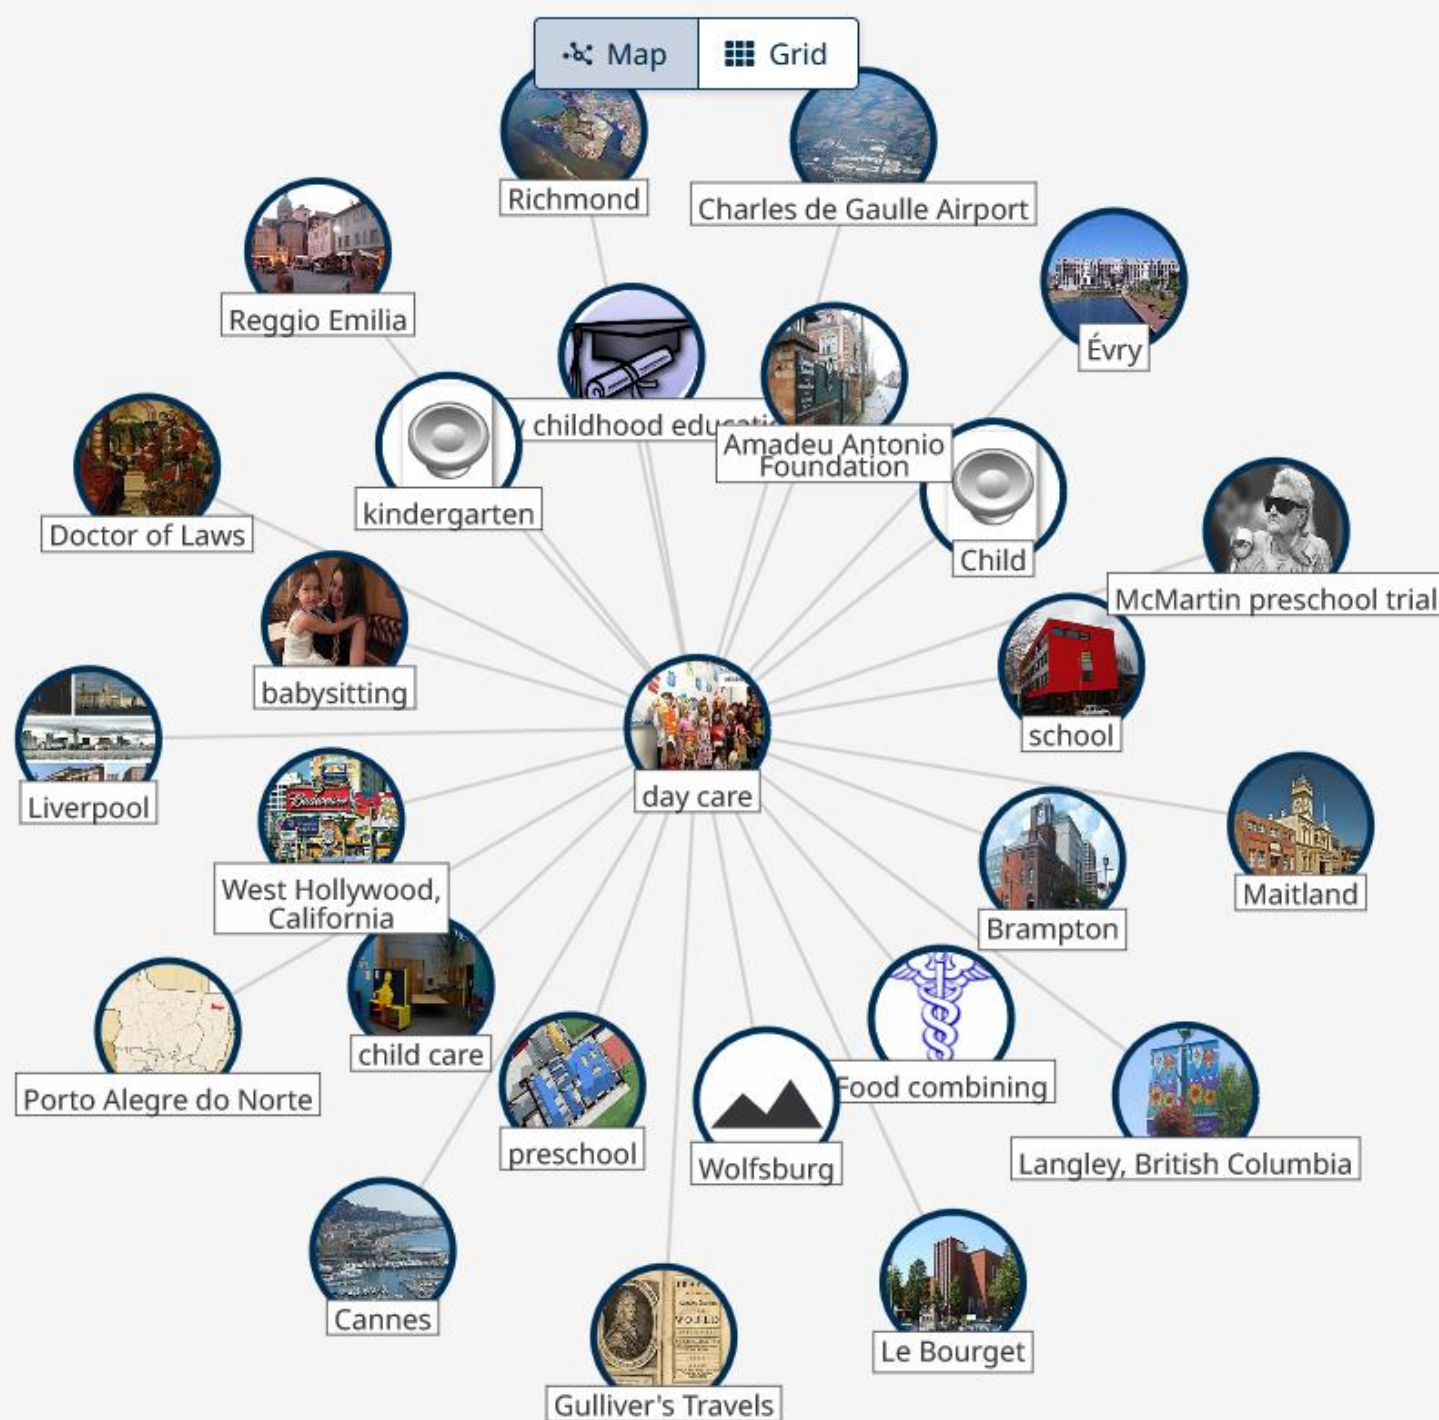 Map
Grid
Richmond
Charles de Gaulle Airport
Reggio Emilia
Évry
childhood
Amadeu Antonio
Foundation
kindergarten
Doctor of Laws
Child
McMartin preschool trial
babysitting
school
Liverpool
day care
West Hollywood,
California
Maitland
Brampton
child care
Food combining
Porto Alegre do Norte
preschool
Wolfsburg
Langley, British Columbia
Cannes
Le Bourget
Gulliver's Travels